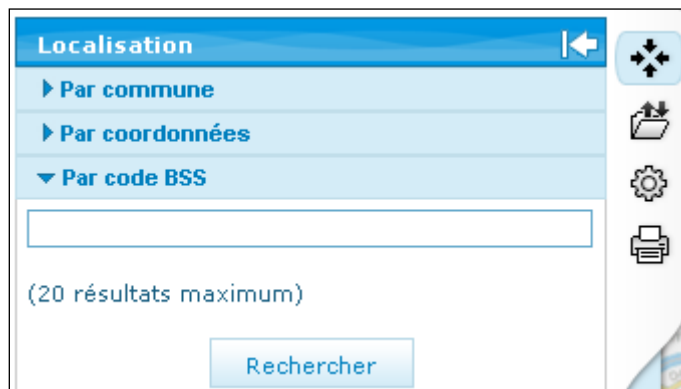 Localisation
Par commune
Par coordonnées
Par code BSS
(20 résultats maximum)
Rechercher